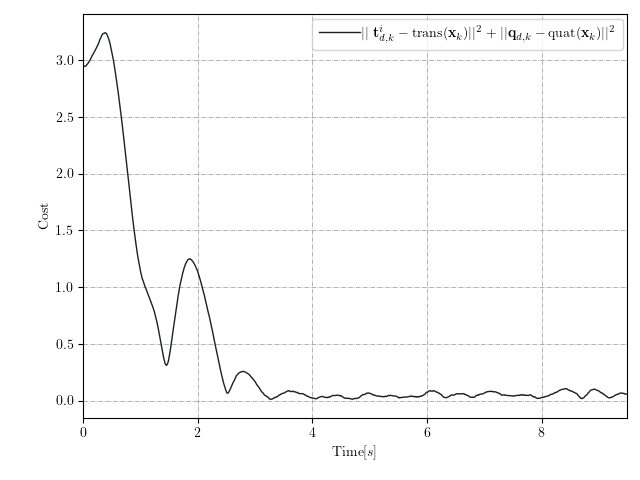 || t^i_{d,k} − trans(x_k)||^2 + ||q_{d,k} − quat(x_k)||^2
3.0
2.5
2.0
1.5
1.0
0.5
0.0
Cost
0 2 4 6 8
Time[s]